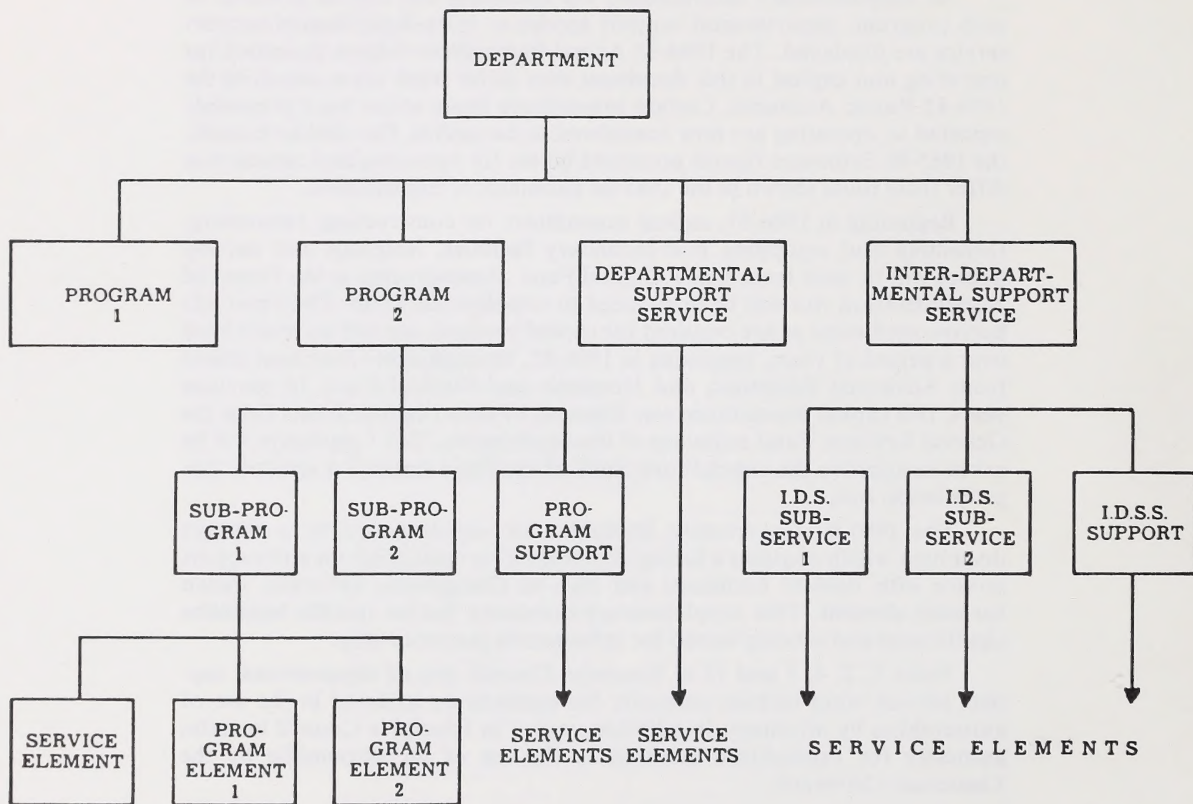 DEPARTMENT
PROGRAM
1
PROGRAM
2
DEPARTMENTAL
SUPPORT
SERVICE
INTER-DEPART-
MENTAL SUPPORT
SERVICE
SUB-PRO-
GRAM
1
SUB-PRO-
GRAM
2
PRO-
GRAM
SUPPORT
I.D.S.
SUB-
SERVICE
1
I.D.S.
SUB-
SERVICE
2
I.D.S.S.
SUPPORT
SERVICE
ELEMENT
PRO-
GRAM
ELEMENT
1
PRO-
GRAM
ELEMENT
2
SERVICE
ELEMENTS
SERVICE
ELEMENTS
SERVICE ELEMENTS